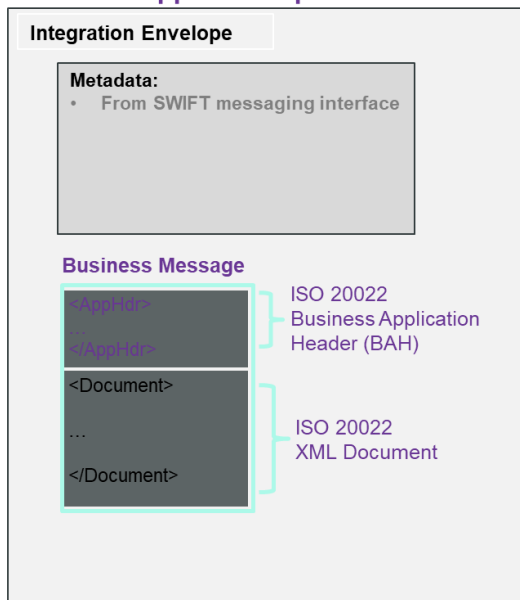 Integration Envelope
Metadata:
• From SWIFT messaging interface
Business Message
<AppHdr>
...
</AppHdr>
ISO 20022
Business Application
Header (BAH)
<Document>
...
</Document>
ISO 20022
XML Document